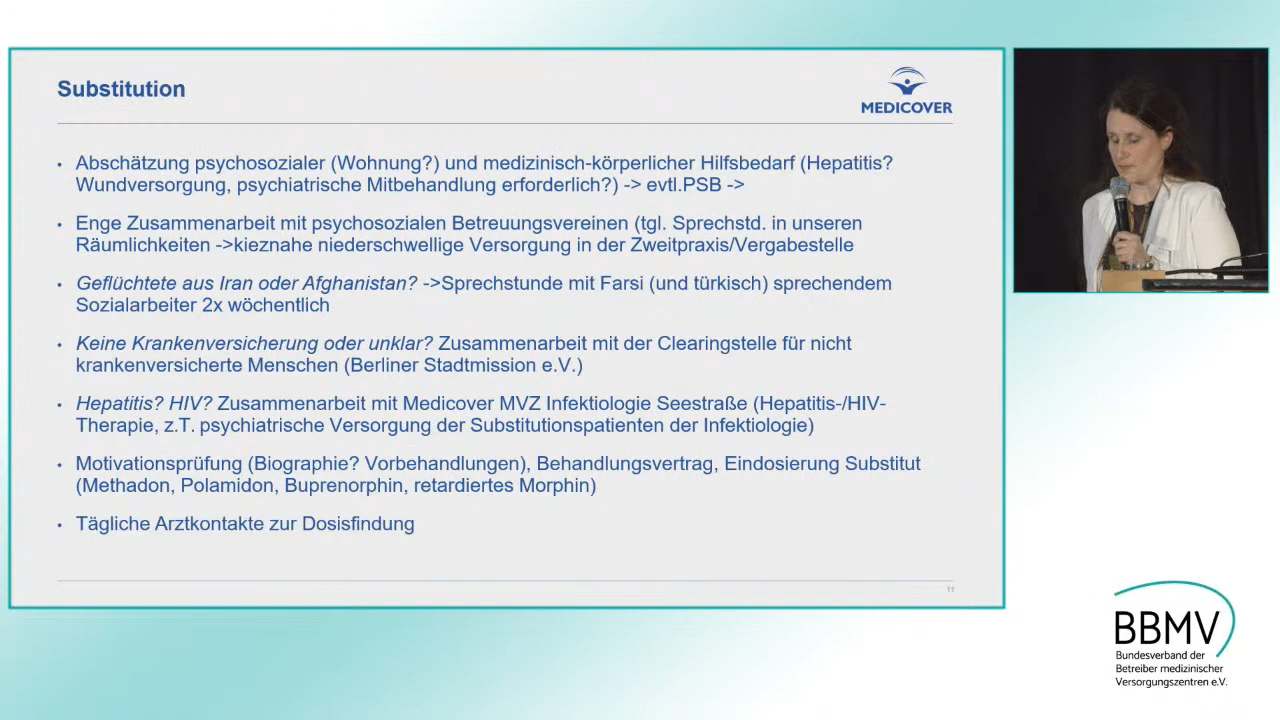 Substitution
MEDICOVER
• Abschätzung psychosozialer (Wohnung?) und medizinisch-körperlicher Hilfsbedarf (Hepatitis?
Wundversorgung, psychiatrische Mitbehandlung erforderlich?) -> evtl.PSB ->
• Enge Zusammenarbeit mit psychosozialen Betreuungsvereinen (tgl. Sprechstd. in unseren
Räumlichkeiten ->kieznahe niederschwellige Versorgung in der Zweitpraxis/Vergabestelle
• Geflüchtete aus Iran oder Afghanistan? ->Sprechstunde mit Farsi (und türkisch) sprechendem
Sozialarbeiter 2x wöchentlich
• Keine Krankenversicherung oder unklar? Zusammenarbeit mit der Clearingstelle für nicht
krankenversicherte Menschen (Berliner Stadtmission e.V.)
• Hepatitis? HIV? Zusammenarbeit mit Medicover MVZ Infektiologie Seestraße (Hepatitis-/HIV-
Therapie, z.T. psychiatrische Versorgung der Substitutionspatienten der Infektiologie)
• Motivationsprüfung (Biographie? Vorbehandlungen), Behandlungsvertrag, Eindosierung Substitut
(Methadon, Polamidon, Buprenorphin, retardiertes Morphin)
• Tägliche Arztkontakte zur Dosisfindung
11
BBMV
Bundesverband der
Betreiber medizinischer
Versorgungszentren e.V.